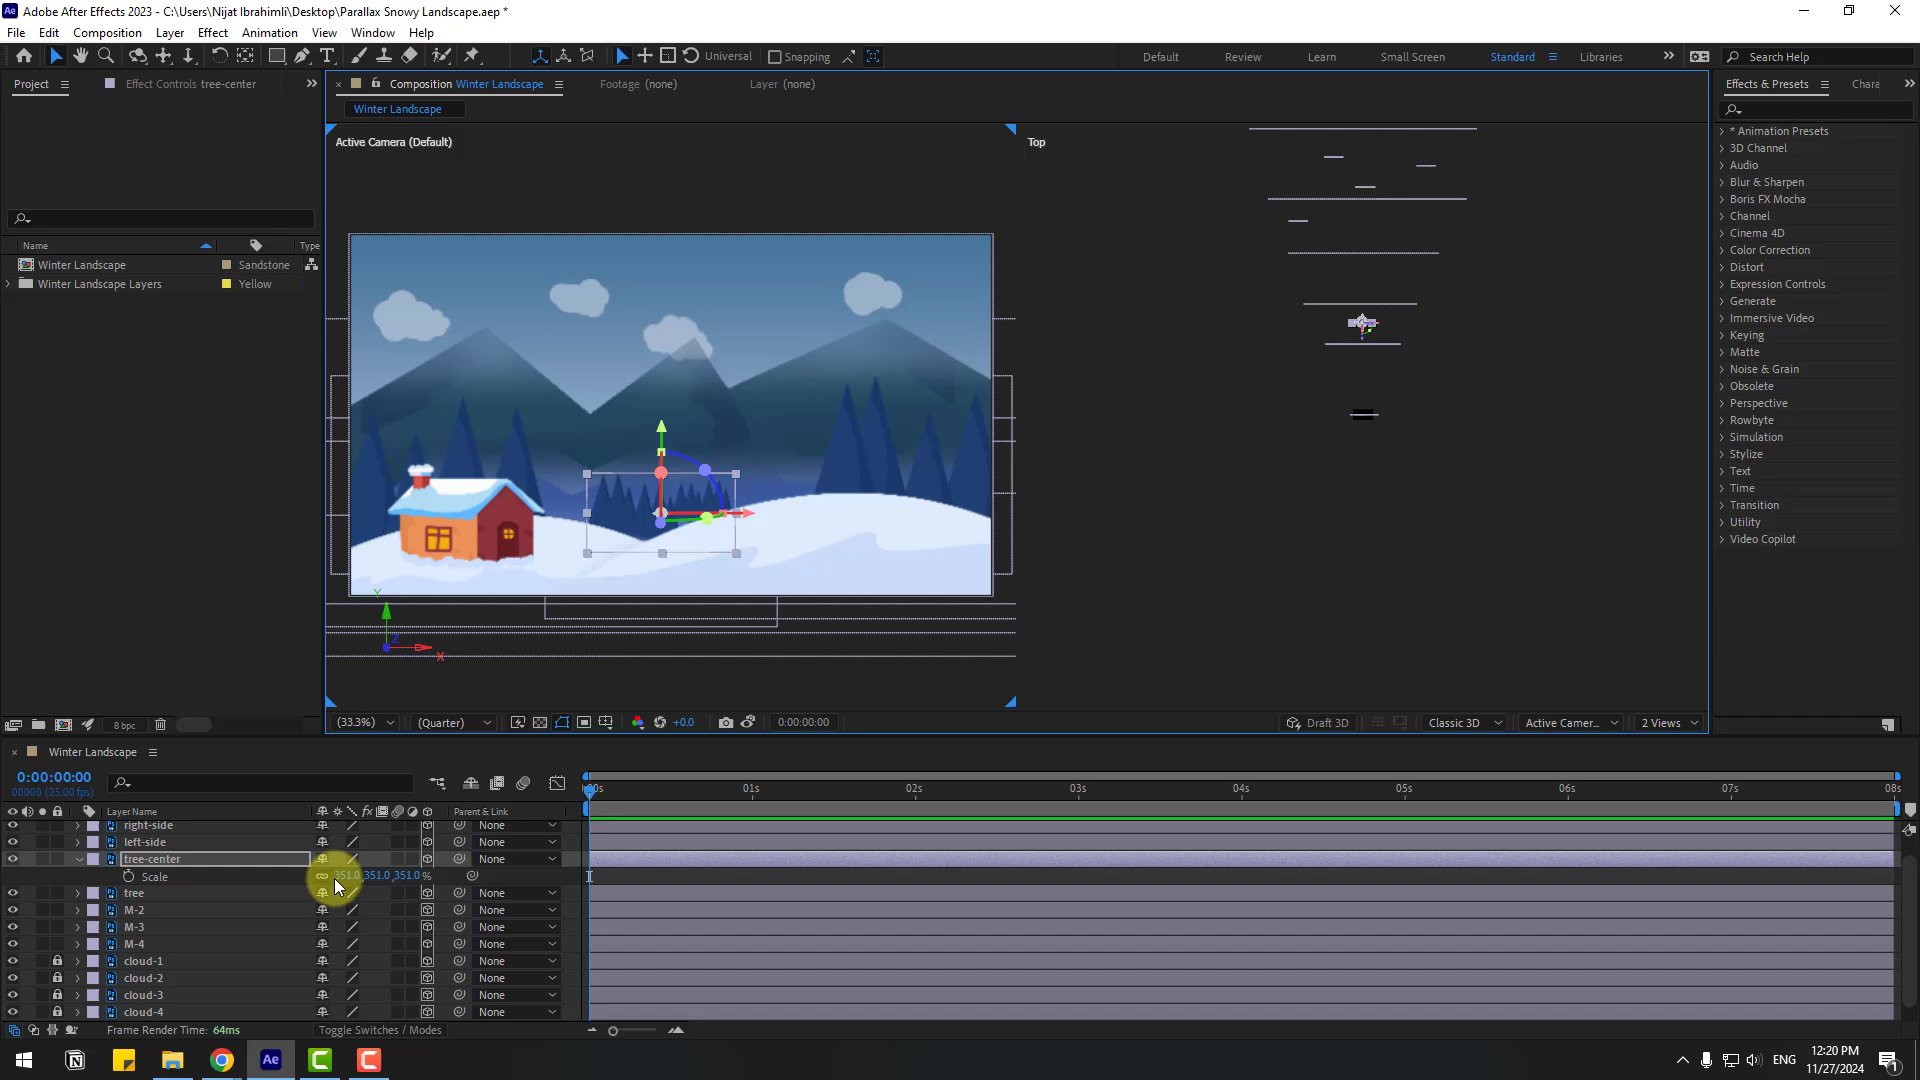 Adobe After Effects 2023 - C:\Users\Nijat Ibrahimli\Desktop\Parallax Snowy Landscape.aep *
File Edit Composition Layer Effect Animation View Window Help
Universal Snapping Default Review Learn Small Screen Standard Libraries Search Help
Project Effect Controls tree-center Composition Winter Landscape Footage (none) Layer (none) Effects & Presets Chara
Winter Landscape
Active Camera (Default) Top
Name Type
Winter Landscape Sandstone
Winter Landscape Layers Yellow
* Animation Presets
3D Channel
Audio
Blur & Sharpen
Boris FX Mocha
Channel
Cinema 4D
Color Correction
Distort
Expression Controls
Generate
Immersive Video
Keying
Matte
Noise & Grain
Obsolete
Perspective
Rowbyte
Simulation
Stylize
Text
Time
Transition
Utility
Video Copilot
Y
Z
X
8 bpc (33.3%) (Quarter) +0.0 0:00:00:00 Draft 3D Classic 3D Active Camer... 2 Views
Winter Landscape
0:00:00:00
00000 (25.00 fps)
:00s 01s 02s 03s 04s 05s 06s 07s 08s
Layer Name fx Parent & Link
right-side None
left-side None
tree-center None
Scale 351.0,351.0,351.0 %
tree None
M-2 None
M-3 None
M-4 None
cloud-1 None
cloud-2 None
cloud-3 None
cloud-4 None
Frame Render Time: 64ms Toggle Switches / Modes
ENG 12:20 PM
11/27/2024